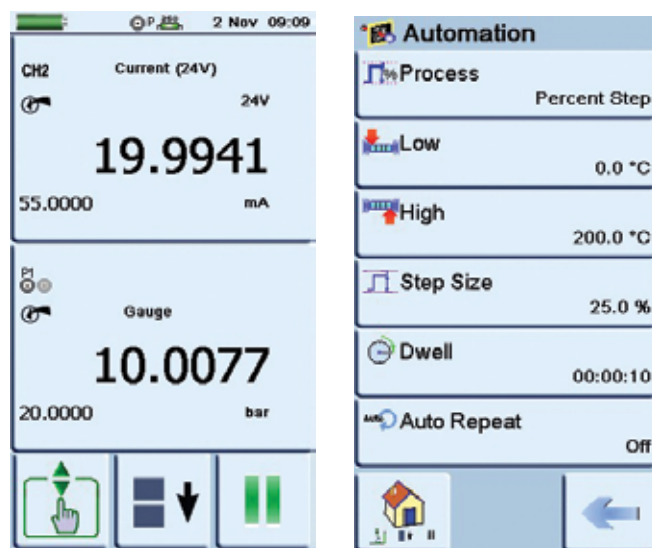 P 2 Nov 09:09
CH2 Current (24V)
24V
19.9941
55.0000 mA
P1
Gauge
10.0077
20.0000 bar
Automation
% Process
Percent Step
Low
0.0 °C
High
200.0 °C
Step Size
25.0 %
Dwell
00:00:10
AUTO Auto Repeat
Off